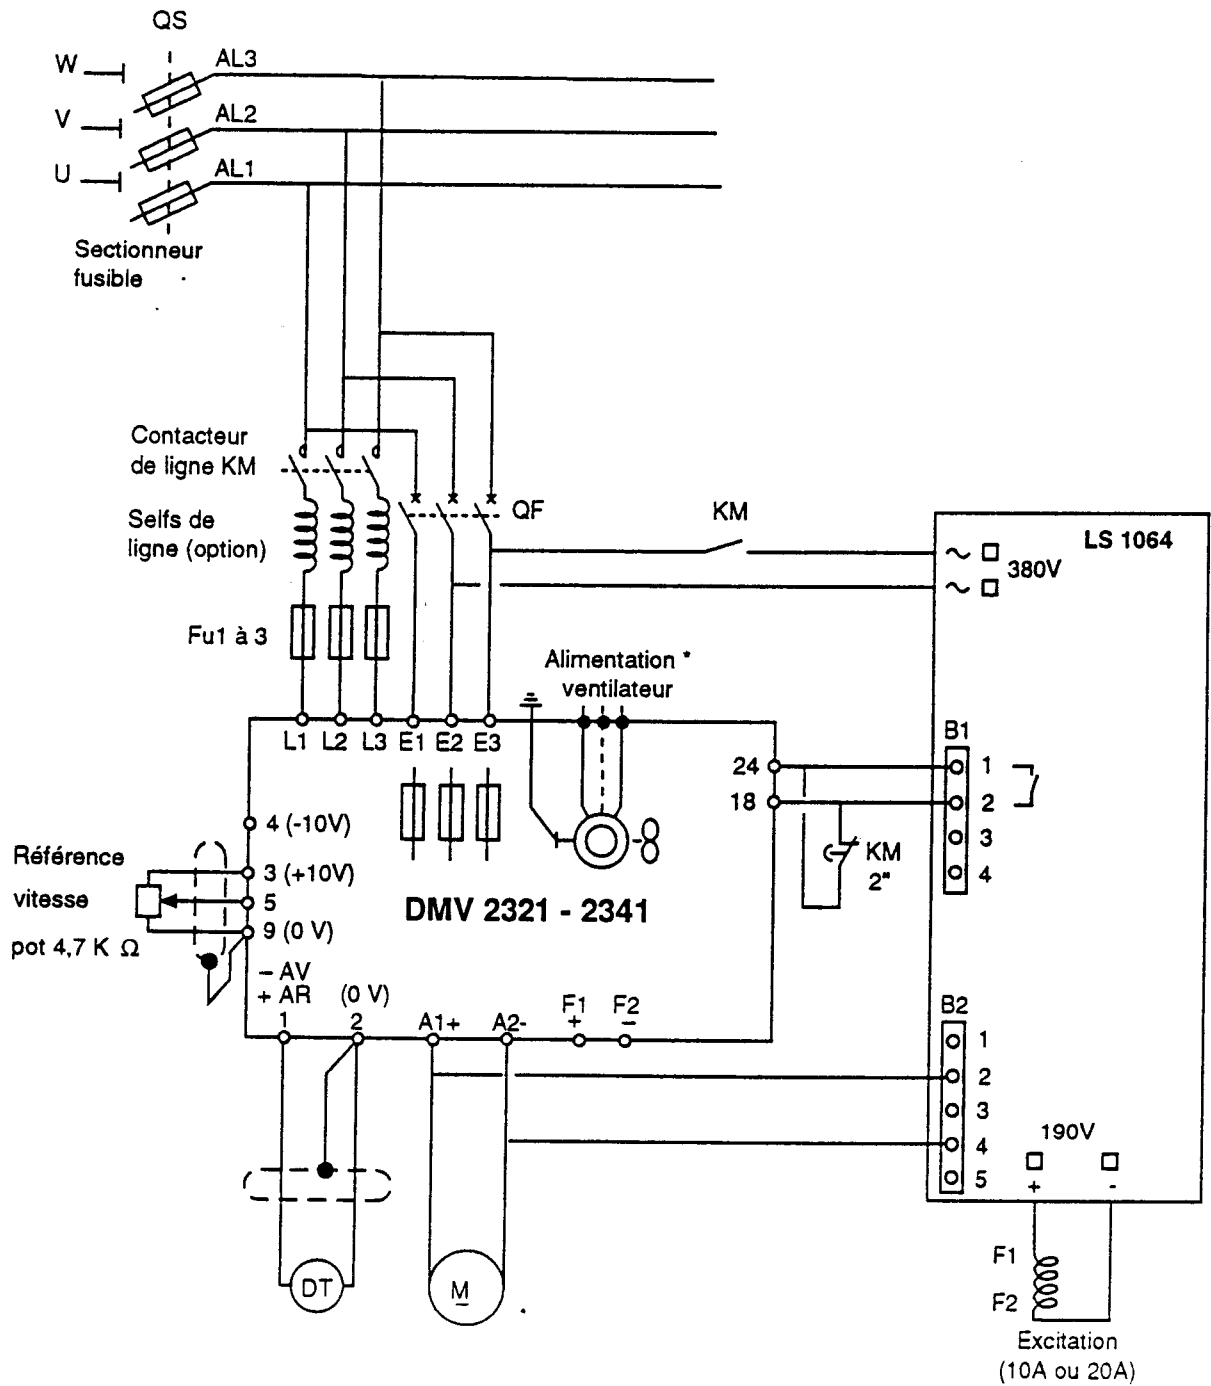 QS
W
AL3
V
AL2
U
AL1
Sectionneur
fusible
Contacteur
de ligne KM
Selfs de
ligne (option)
QF
KM
LS 1064
~
380V
~
Fu1 à 3
Alimentation *
ventilateur
L1 L2 L3 E1 E2 E3
24
18
B1
1
2
3
4
KM
2"
4 (-10V)
Référence
vitesse
pot 4,7 K Ω
3 (+10V)
5
9 (0 V)
DMV 2321 - 2341
- AV
+ AR
(0 V)
1
2
A1+
A2-
F1
+
F2
-
B2
1
2
3
4
5
190V
+
-
DT
M
F1
F2
Excitation
(10A ou 20A)